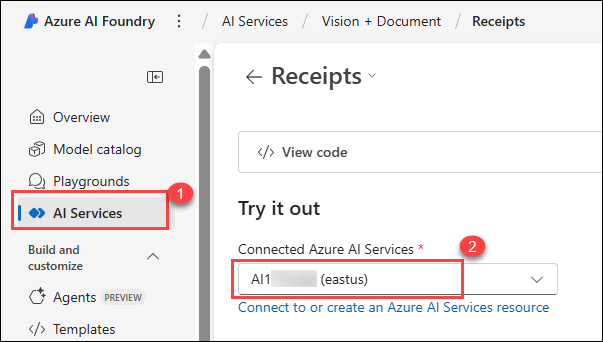 Azure AI Foundry / AI Services / Vision + Document / Receipts
← Receipts
Overview
Model catalog
</> View code
Playgrounds
1
AI Services
Try it out
Build and
customize
Connected Azure AI Services *
2
AI1 (eastus)
Agents PREVIEW
Connect to or create an Azure AI Services resource
Templates